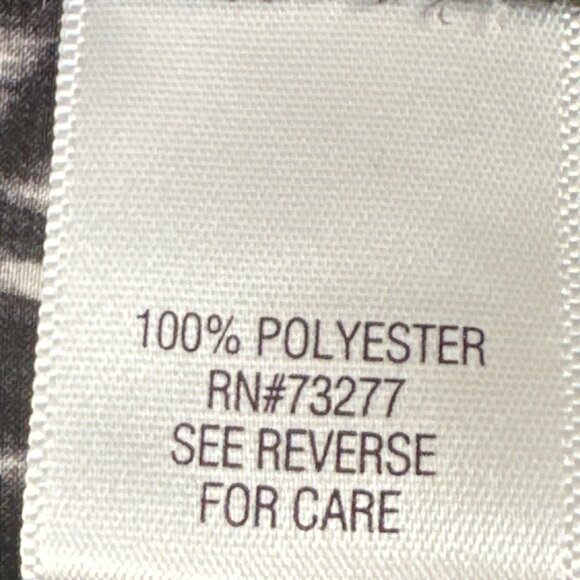 100% POLYESTER
RN#73277
SEE REVERSE
FOR CARE